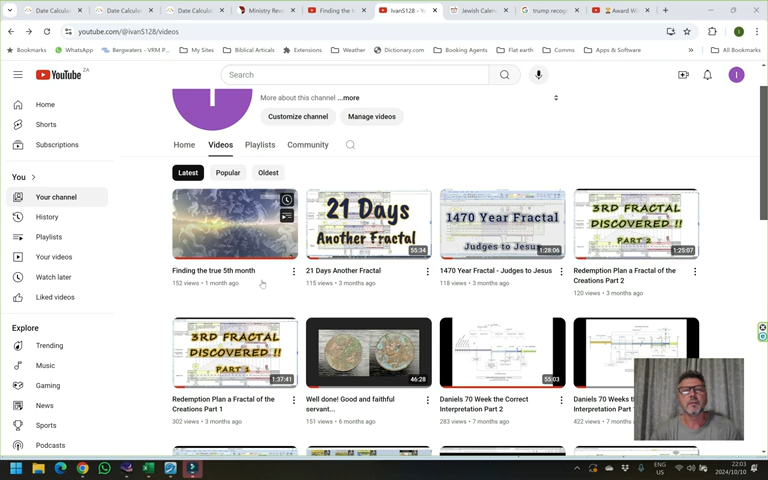 Date Calculat
Date Calcula
Date Calculat
Ministry Rev
Finding the t
IvanS128 - Yo
Jewish Calen
trump recog
Award W
youtube.com/@ivanS128/videos
Bookmarks
WhatsApp
Bergwaters - VRM P...
My Sites
Biblical Articals
Extensions
Weather
Dictionary.com
Booking Agents
Flat earth
Comms
Apps & Software
All Bookmarks
YouTube ZA
Search
I
Home
Shorts
Subscriptions
You
Your channel
History
Playlists
Your videos
Watch later
Liked videos
Explore
Trending
Music
Gaming
News
Sports
Podcasts
More about this channel ...more
Customize channel
Manage videos
Home
Videos
Playlists
Community
Latest
Popular
Oldest
Finding the true 5th month
152 views • 1 month ago
21 Days
Another Fractal
55:34
21 Days Another Fractal
115 views • 3 months ago
1470 Year Fractal
Judges to Jesus
1:28:06
1470 Year Fractal - Judges to Jesus
118 views • 3 months ago
3RD FRACTAL
DISCOVERED !!
PART 2
1:25:07
Redemption Plan a Fractal of the
Creations Part 2
120 views • 3 months ago
3RD FRACTAL
DISCOVERED !!
PART 1
1:37:41
Redemption Plan a Fractal of the
Creations Part 1
302 views • 3 months ago
46:28
Well done! Good and faithful
servant...
151 views • 6 months ago
55:03
Daniels 70 Week the Correct
Interpretation Part 2
283 views • 7 months ago
Daniels 70 Weeks t
Interpretation Part
422 views • 7 mont
ENG
US
22:03
2024/10/10